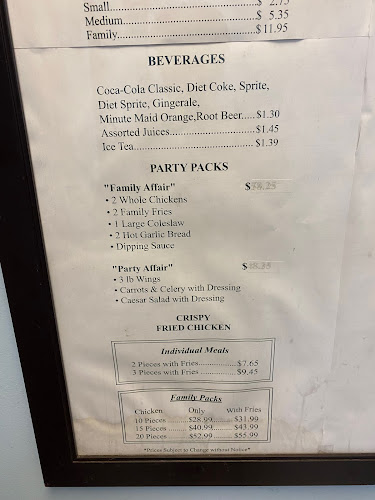 Small..............................................$ 2.75
Medium.........................................$ 5.35
Family...........................................$11.95
BEVERAGES
Coca-Cola Classic, Diet Coke, Sprite,
Diet Sprite, Gingerale,
Minute Maid Orange,Root Beer.....$1.30
Assorted Juices..............................$1.45
Ice Tea............................................$1.39
PARTY PACKS
"Family Affair" $
• 2 Whole Chickens
• 2 Family Fries
• 1 Large Coleslaw
• 2 Hot Garlic Bread
• Dipping Sauce
"Party Affair" $
• 3 lb Wings
• Carrots & Celery with Dressing
• Caesar Salad with Dressing
CRISPY
FRIED CHICKEN
Individual Meals
2 Pieces with Fries..............$7.65
3 Pieces with Fries..............$9.45
Family Packs
Chicken Only With Fries
10 Pieces.........$28.99........$31.99
15 Pieces.........$40.99........$43.99
20 Pieces.........$52.99........$55.99
"Prices Subject to Change without Notice"